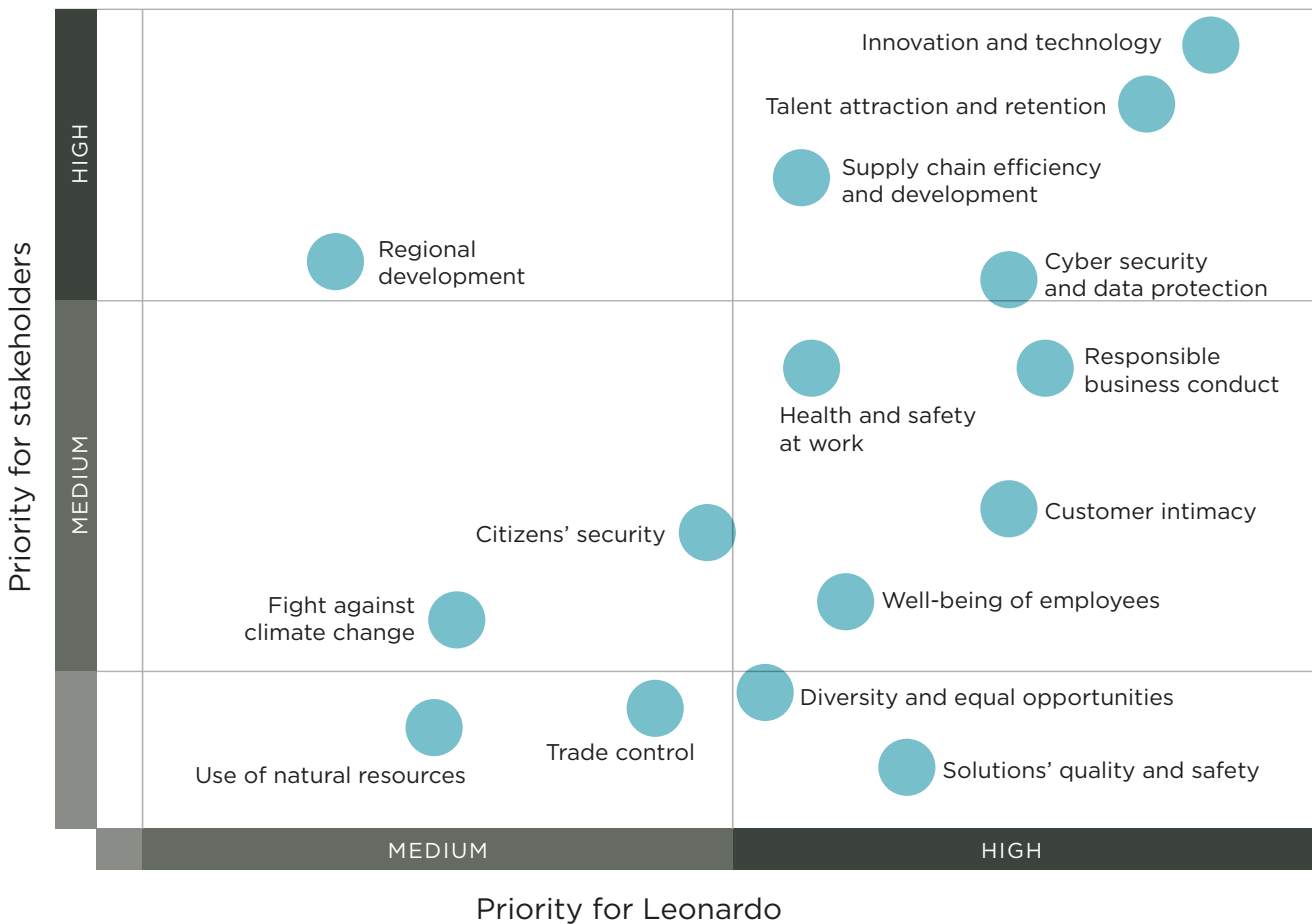 Innovation and technology
Talent attraction and retention
Supply chain efficiency
and development
Regional
development
Cyber security
and data protection
Responsible
business conduct
Health and safety
at work
Customer intimacy
Citizens’ security
Well-being of employees
Fight against
climate change
Diversity and equal opportunities
Trade control
Use of natural resources
Solutions’ quality and safety
HIGH
MEDIUM
Priority for stakeholders
MEDIUM
HIGH
Priority for Leonardo